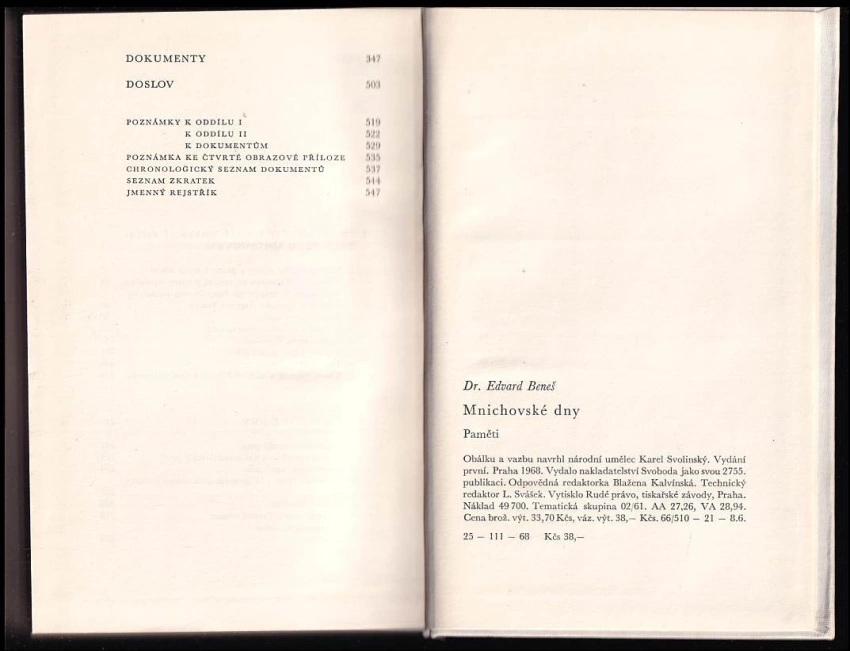 DOKUMENTY 347
DOSLOV 503
POZNÁMKY K ODDÍLU I 519
K ODDÍLU II 522
K DOKUMENTŮM 529
POZNÁMKA KE ČTVRTÉ OBRAZOVÉ PŘÍLOZE 535
CHRONOLOGICKÝ SEZNAM DOKUMENTŮ 537
SEZNAM ZKRATEK 544
JMENNÝ REJSTŘÍK 547
Dr. Edvard Beneš
Mnichovské dny
Paměti
Obálku a vazbu navrhl národní umělec Karel Svolinský. Vydání
první. Praha 1968. Vydalo nakladatelství Svoboda jako svou 2755.
publikaci. Odpovědná redaktorka Blažena Kalvínská. Technický
redaktor L. Svášek. Vytisklo Rudé právo, tiskařské závody, Praha.
Náklad 49 700. Tematická skupina 02/61. AA 27,26, VA 28,94.
Cena brož. výt. 33,70 Kčs, váz. výt. 38,— Kčs. 66/510 — 21 — 8.6.
25 — 111 — 68 Kčs 38,—